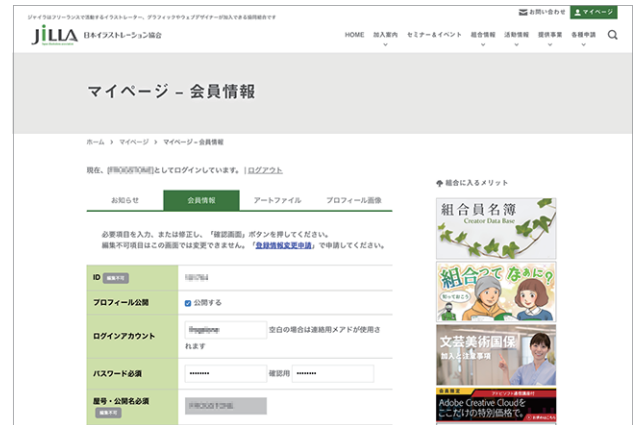 ジャイラはフリーランスで活動するイラストレーター、グラフィックやウェブデザイナーが加入できる協同組合です
お問い合わせ
マイページ
JILLA 日本イラストレーション協会
HOME 加入案内 セミナー＆イベント 組合情報 活動情報 提供事業 各種申請
マイページ – 会員情報
ホーム › マイページ › マイページ – 会員情報
現在、[FROGSTONE]としてログインしています。 | ログアウト
お知らせ 会員情報 アートファイル プロフィール画像
必要項目を入力、または修正し、「確認画面」ボタンを押してください。
編集不可項目はこの画面では変更できません。「登録情報変更申請」で申請してください。
ID 編集不可
プロフィール公開 公開する
ログインアカウント 空白の場合は連絡用メアドが使用さ
れます
パスワード必須 •••••••• 確認用 ••••••••
屋号・公開名必須
編集不可
組合に入るメリット
組合員名簿
Creator Data Base
組合って なぁに？
知っておこう
文芸美術国保
加入と注意事項
会員限定
Adobe Creative Cloudを
ここだけの特別価格で。